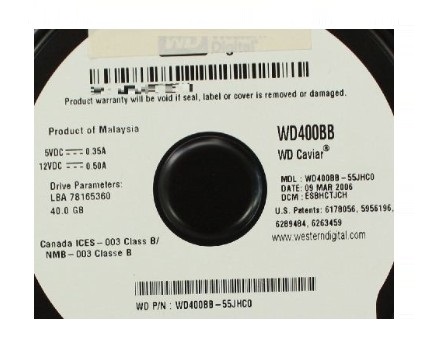 Digital
Product warranty will be void if seal, label or cover is removed or damaged.
Product of Malaysia
5VDC 0.35A
12VDC 0.50A
Drive Parameters:
LBA 78165360
40.0 GB
Canada ICES-003 Class B/
NMB-003 Classe B
WD400BB
WD Caviar®
MDL: WD400BB-55JHC0
DATE: 09 MAR 2006
DCM: ESBHCTJCH
U.S. Patents: 6178056, 5956196,
6289484, 6263459
www.westerndigital.com
WD P/N: WD400BB-55JHC0